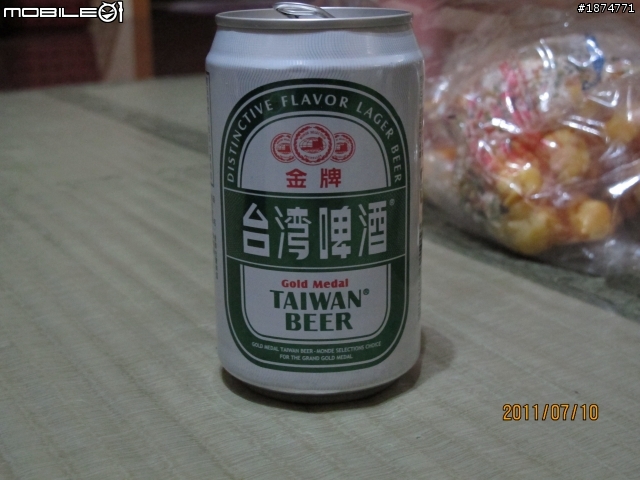 MOBILE01
#1874771
DISTINCTIVE FLAVOR LAGER BEER
金牌
台湾啤酒®
Gold Medal
TAIWAN®
BEER
GOLD MEDAL TAIWAN BEER-MONDE SELECTIONS CHOICE
FOR THE GRAND GOLD MEDAL
2011/07/10